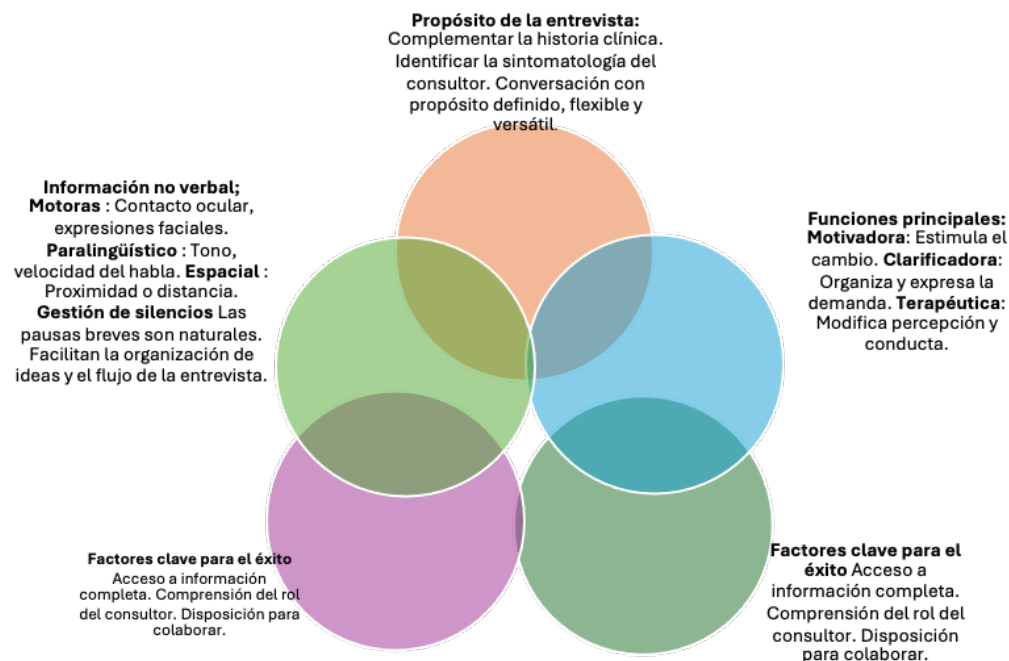 Propósito de la entrevista:
Complementar la historia clínica.
Identificar la sintomatología del
consultor. Conversación con
propósito definido, flexible y
versátil.
Información no verbal;
Motoras : Contacto ocular,
expresiones faciales.
Paralingüístico : Tono,
velocidad del habla. Espacial :
Proximidad o distancia.
Gestión de silencios Las
pausas breves son naturales.
Facilitan la organización de
ideas y el flujo de la entrevista.
Funciones principales:
Motivadora: Estimula el
cambio. Clarificadora:
Organiza y expresa la
demanda. Terapéutica:
Modifica percepción y
conducta.
Factores clave para el éxito
Acceso a información
completa. Comprensión del rol
del consultor. Disposición para
colaborar.
Factores clave para el
éxito Acceso a
información completa.
Comprensión del rol del
consultor. Disposición
para colaborar.